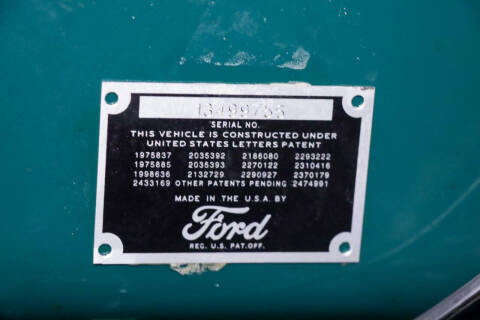 13499753
SERIAL NO.
THIS VEHICLE IS CONSTRUCTED UNDER
UNITED STATES LETTERS PATENT
1975837 2035392 2186080 2293222
1975885 2035393 2270122 2310416
1998636 2132729 2290927 2370179
2433169 OTHER PATENTS PENDING 2474991
MADE IN THE U.S.A. BY
Ford
REG. U.S. PAT. OFF.